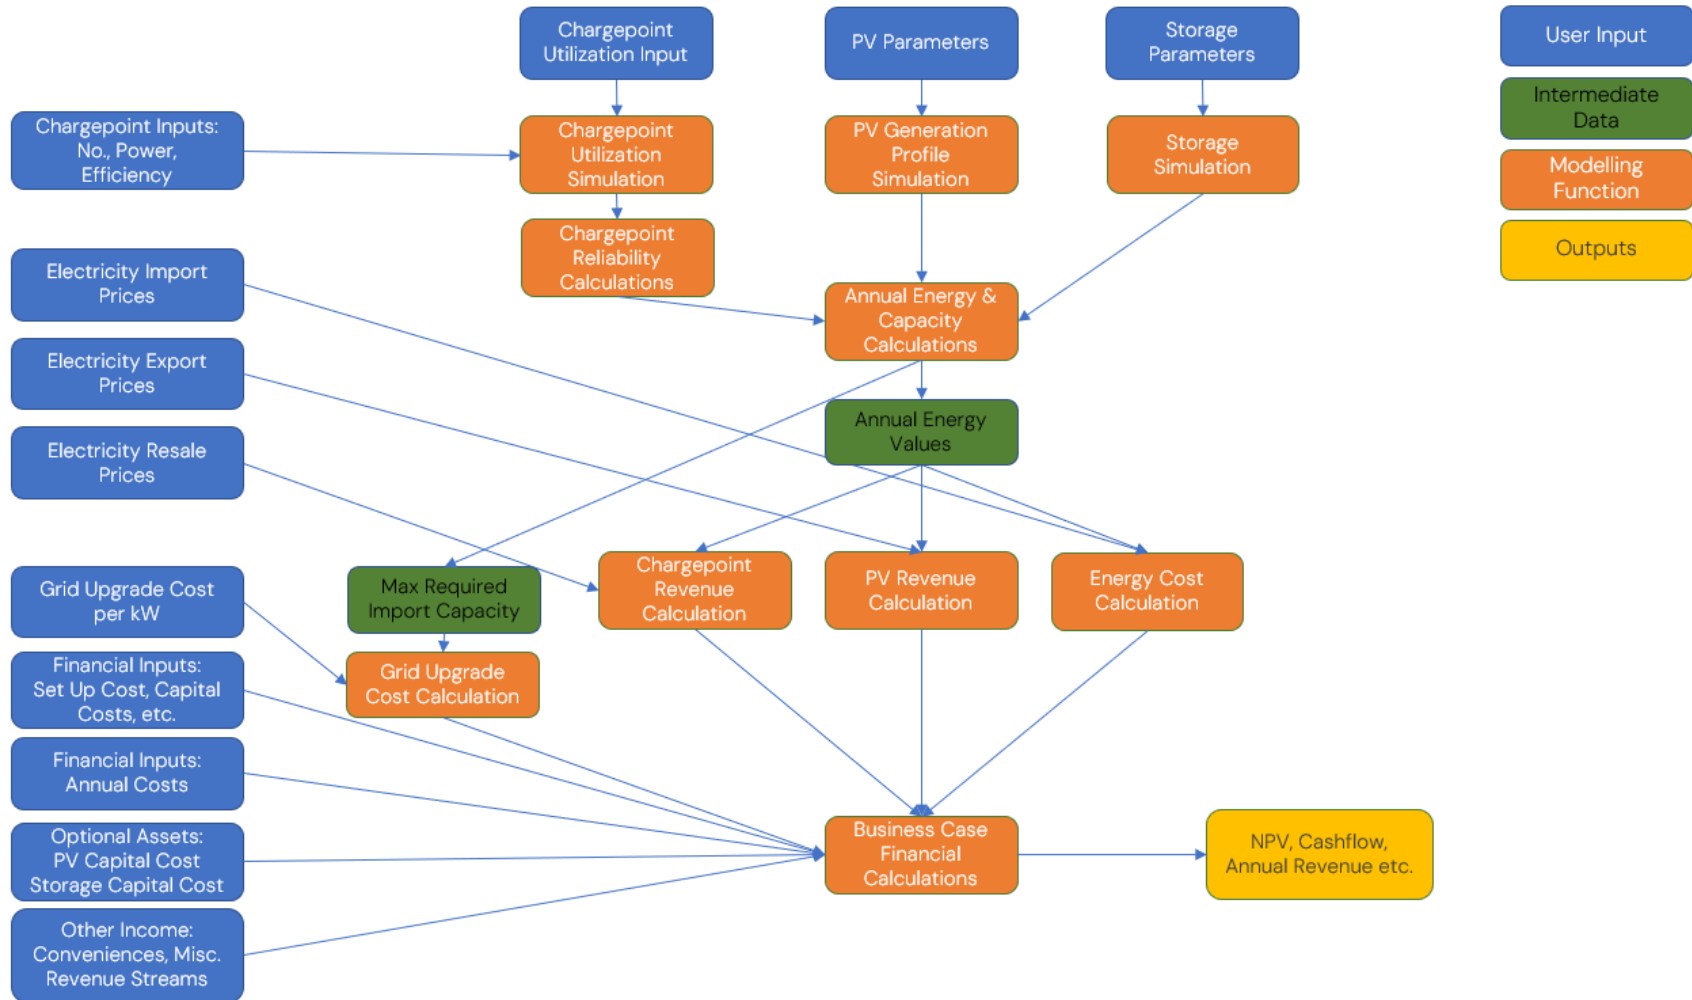 Chargepoint
Utilization Input
PV Parameters
Storage
Parameters
User Input
Intermediate
Data
Modelling
Function
Outputs
Chargepoint Inputs:
No., Power,
Efficiency
Chargepoint
Utilization
Simulation
PV Generation
Profile
Simulation
Storage
Simulation
Chargepoint
Reliability
Calculations
Electricity Import
Prices
Annual Energy &
Capacity
Calculations
Electricity Export
Prices
Annual Energy
Values
Electricity Resale
Prices
Grid Upgrade Cost
per kW
Max Required
Import Capacity
Chargepoint
Revenue
Calculation
PV Revenue
Calculation
Energy Cost
Calculation
Financial Inputs:
Set Up Cost, Capital
Costs, etc.
Grid Upgrade
Cost Calculation
Financial Inputs:
Annual Costs
Optional Assets:
PV Capital Cost
Storage Capital Cost
Business Case
Financial
Calculations
NPV, Cashflow,
Annual Revenue etc.
Other Income:
Conveniences, Misc.
Revenue Streams